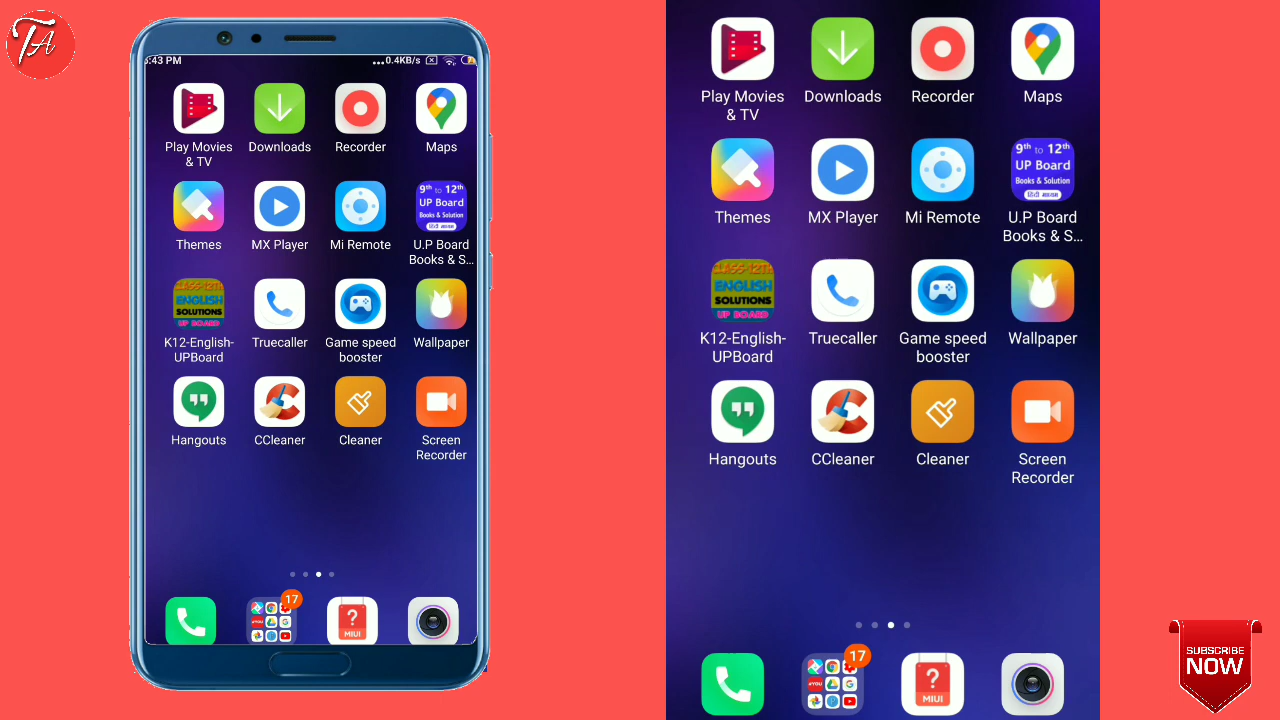 TA
:43 PM
...0.4KB/s
Play Movies
& TV
Downloads
Recorder
Maps
9th to 12th
UP Board
Books & Solution
Themes
MX Player
Mi Remote
U.P Board
Books & S...
CLASS-12TH
ENGLISH
SOLUTIONS
UP BOARD
K12-English-
UPBoard
Truecaller
Game speed
booster
Wallpaper
Hangouts
CCleaner
Cleaner
Screen
Recorder
17
?
MIUI
Play Movies
& TV
Downloads
Recorder
Maps
9th to 12th
UP Board
Books & Solution
Themes
MX Player
Mi Remote
U.P Board
Books & S...
CLASS-12TH
ENGLISH
SOLUTIONS
UP BOARD
K12-English-
UPBoard
Truecaller
Game speed
booster
Wallpaper
Hangouts
CCleaner
Cleaner
Screen
Recorder
17
?
MIUI
SUBSCRIBE
NOW